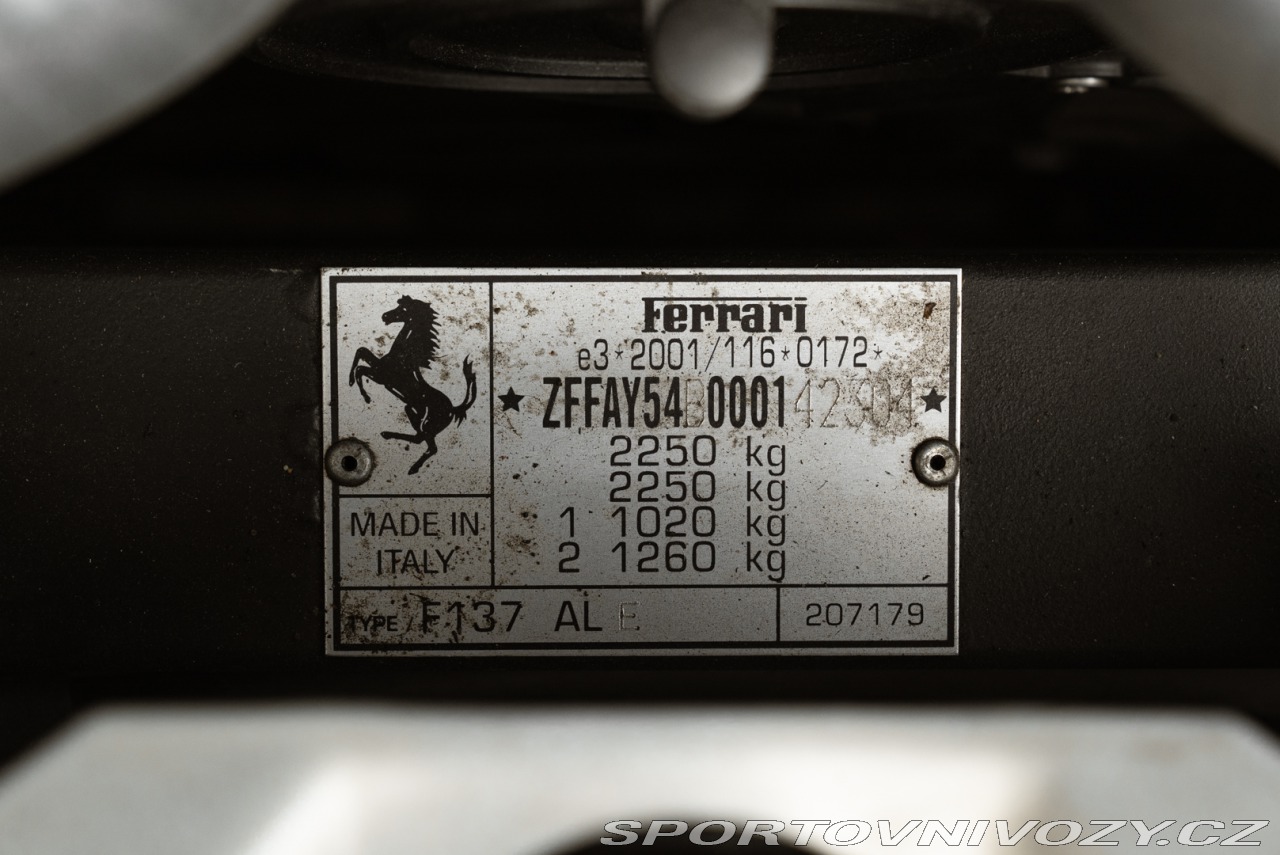 Ferrari
e3*2001/116*0172*
★ ZFFAY54B000142304 ★
2250 kg
2250 kg
1 1020 kg
2 1260 kg
MADE IN
ITALY
TYPE / F137 AL E
207179
SPORTOVNIVOZY.CZ